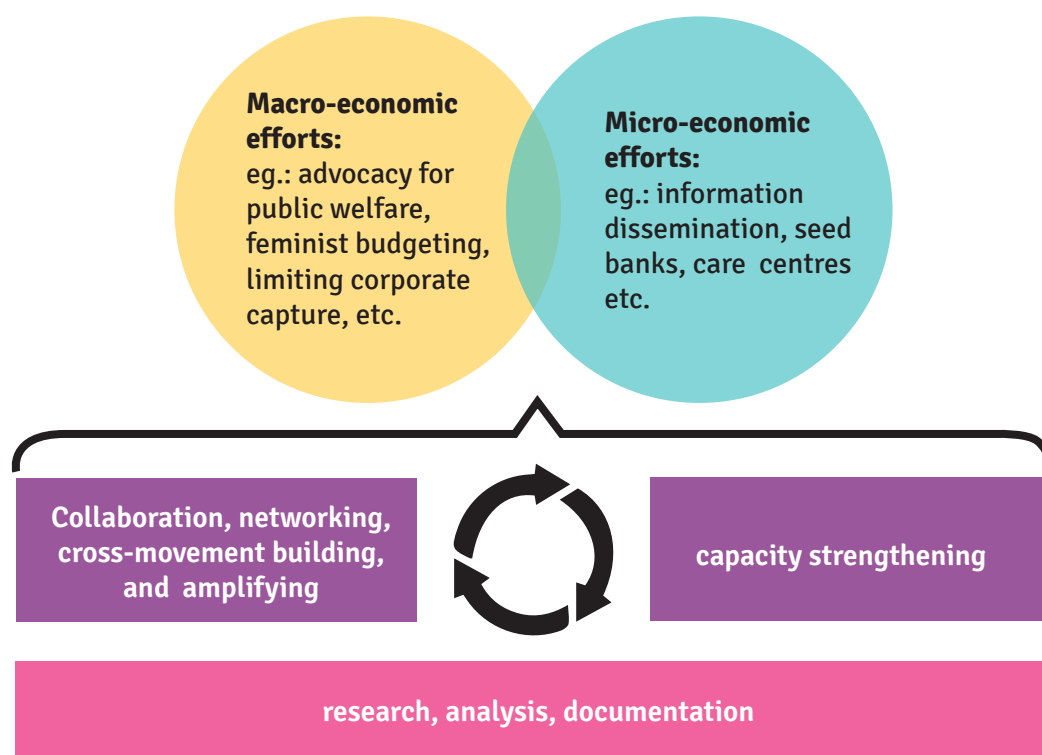 Macro-economic
efforts:
eg.: advocacy for
public welfare,
feminist budgeting,
limiting corporate
capture, etc.
Micro-economic
efforts:
eg.: information
dissemination, seed
banks, care centres
etc.
Collaboration, networking,
cross-movement building,
and amplifying
capacity strengthening
research, analysis, documentation